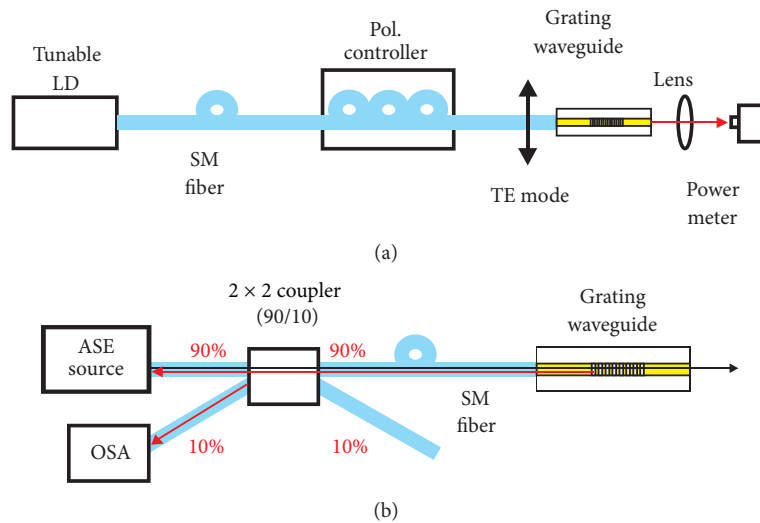 Tunable
LD
SM
fiber
Pol.
controller
TE mode
Grating
waveguide
Lens
Power
meter
(a)
ASE
source
OSA
90%
10%
2 × 2 coupler
(90/10)
90%
10%
SM
fiber
Grating
waveguide
(b)